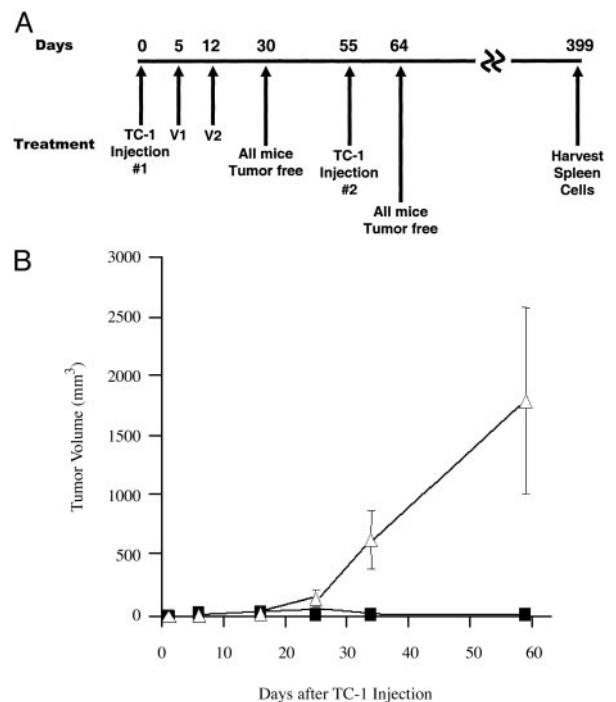 A
Days 0 5 12 30 55 64 399
Treatment
TC-1 Injection #1
V1
V2
All mice Tumor free
TC-1 Injection #2
All mice Tumor free
Harvest Spleen Cells
B
3000
2500
2000
1500
1000
500
0
Tumor Volume (mm³)
0 10 20 30 40 50 60
Days after TC-1 Injection